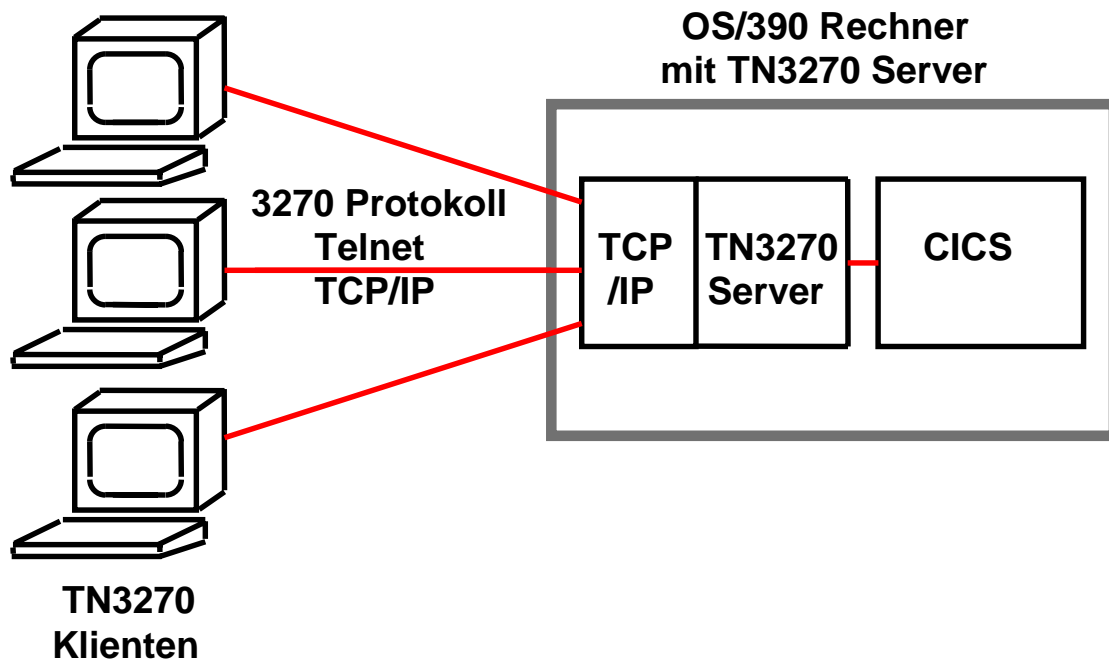 OS/390 Rechner
mit TN3270 Server
3270 Protokoll
Telnet
TCP/IP
TCP
/IP
TN3270
Server
CICS
TN3270
Klienten